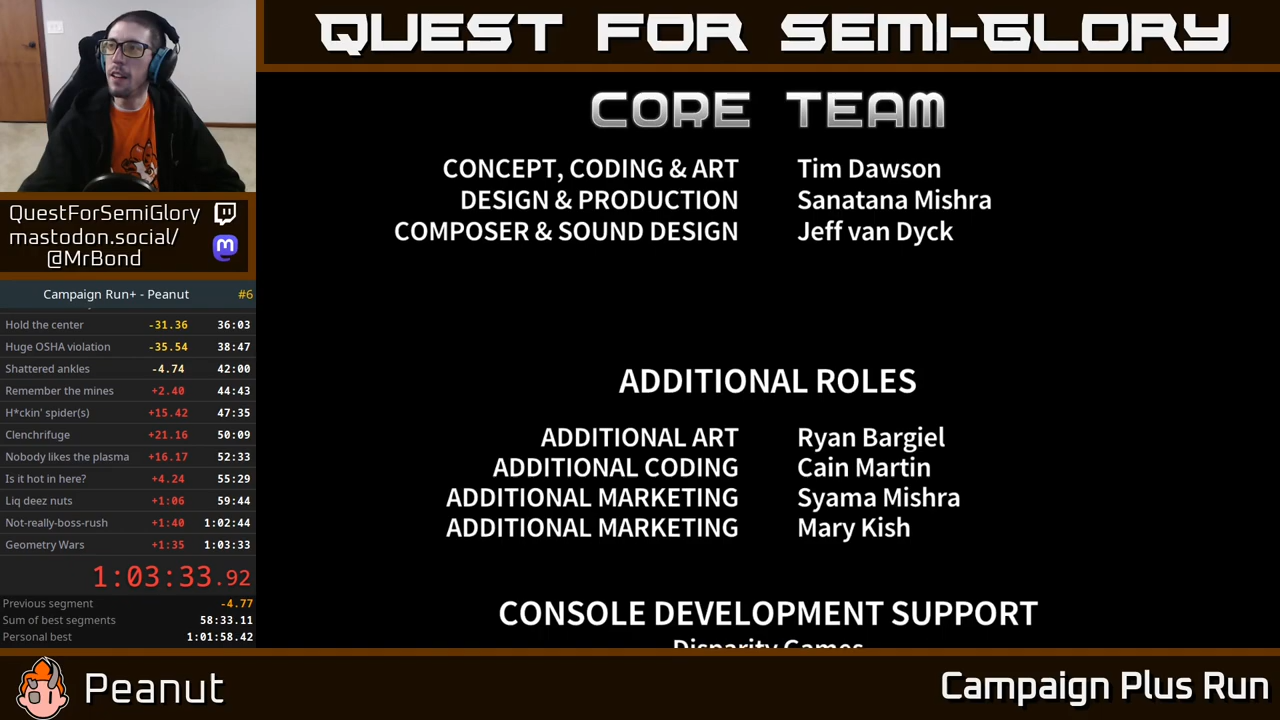 QUEST FOR SEMI-GLORY
CORE TEAM
CONCEPT, CODING & ART Tim Dawson
DESIGN & PRODUCTION Sanatana Mishra
COMPOSER & SOUND DESIGN Jeff van Dyck
ADDITIONAL ROLES
ADDITIONAL ART Ryan Bargiel
ADDITIONAL CODING Cain Martin
ADDITIONAL MARKETING Syama Mishra
ADDITIONAL MARKETING Mary Kish
CONSOLE DEVELOPMENT SUPPORT
Disparity Games
QuestForSemiGlory
mastodon.social/
@MrBond
Campaign Run+ - Peanut #6
Hold the center -31.36 36:03
Huge OSHA violation -35.54 38:47
Shattered ankles -4.74 42:00
Remember the mines +2.40 44:43
H*ckin' spider(s) +15.42 47:35
Clenchrifuge +21.16 50:09
Nobody likes the plasma +16.17 52:33
Is it hot in here? +4.24 55:29
Liq deez nuts +1:06 59:44
Not-really-boss-rush +1:40 1:02:44
Geometry Wars +1:35 1:03:33
1:03:33.92
Previous segment -4.77
Sum of best segments 58:33.11
Personal best 1:01:58.42
Peanut
Campaign Plus Run